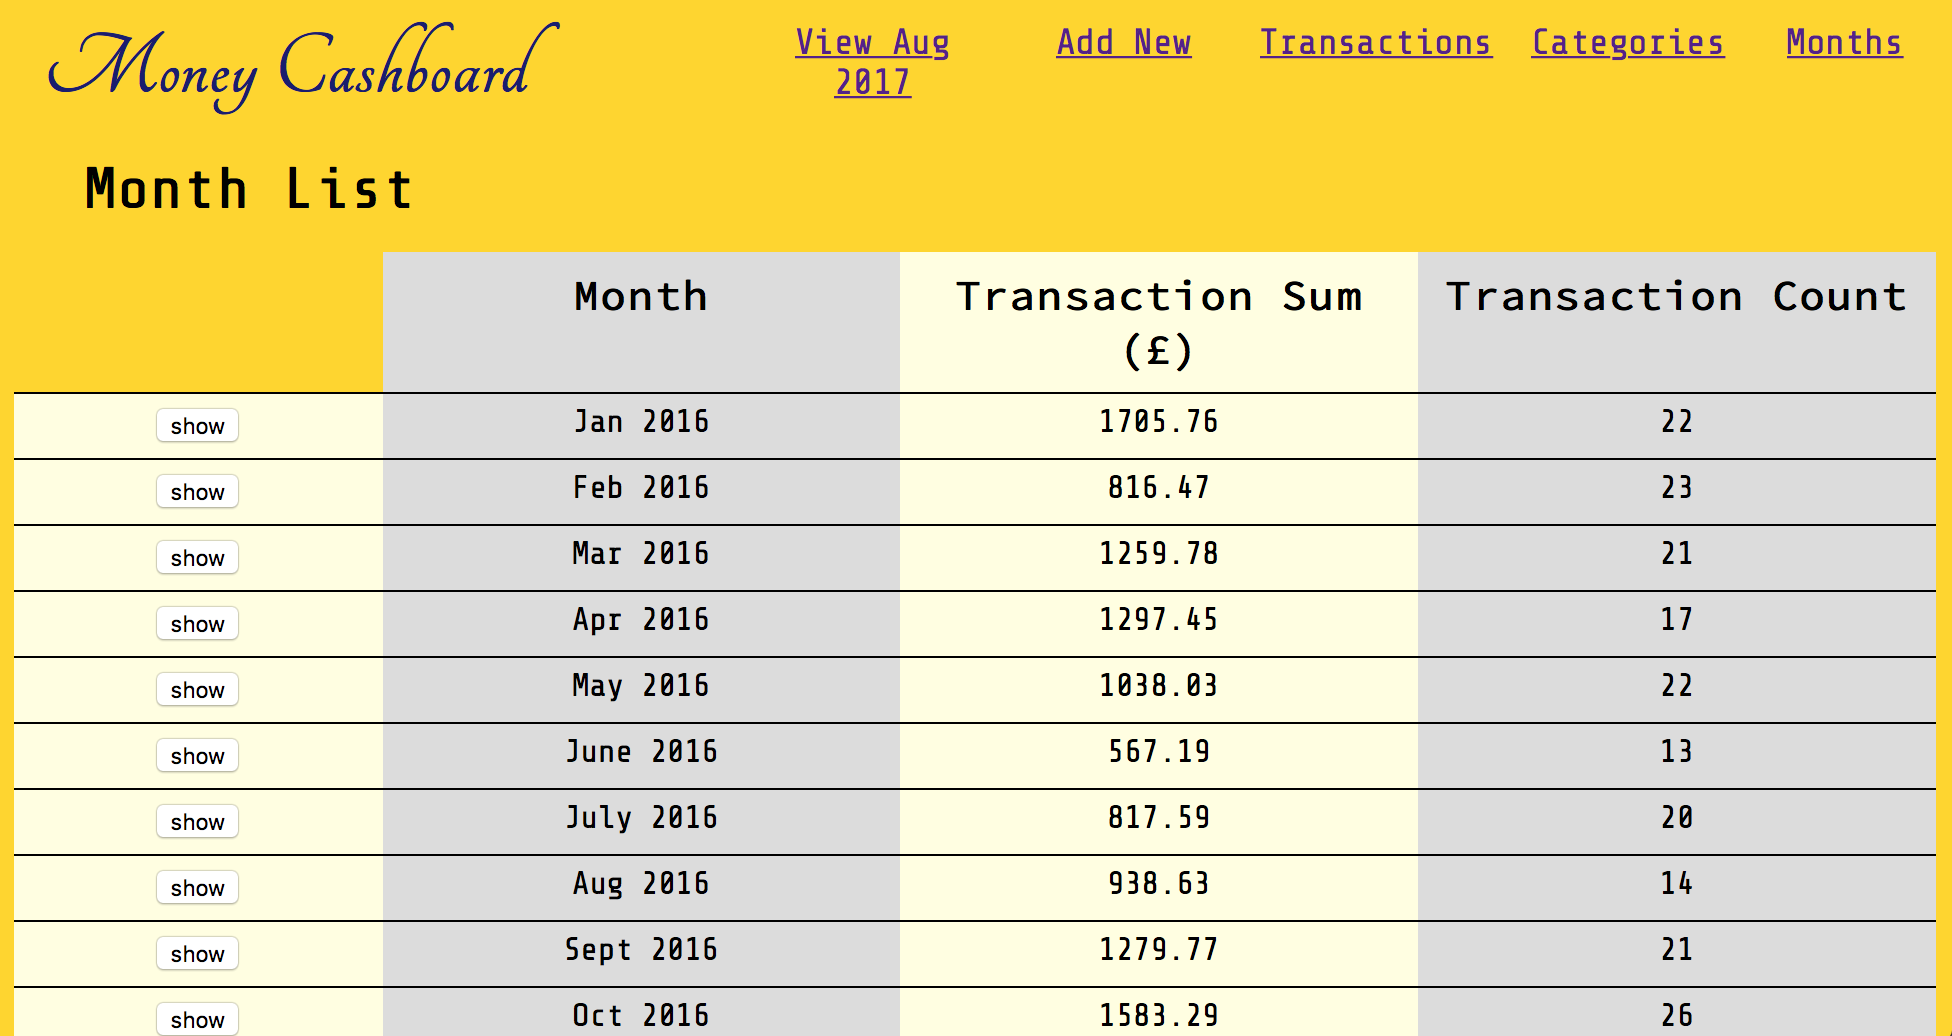 Money Cashboard
View Aug 2017 Add New Transactions Categories Months
Month List
Month Transaction Sum (£) Transaction Count
show Jan 2016 1705.76 22
show Feb 2016 816.47 23
show Mar 2016 1259.78 21
show Apr 2016 1297.45 17
show May 2016 1038.03 22
show June 2016 567.19 13
show July 2016 817.59 20
show Aug 2016 938.63 14
show Sept 2016 1279.77 21
show Oct 2016 1583.29 26